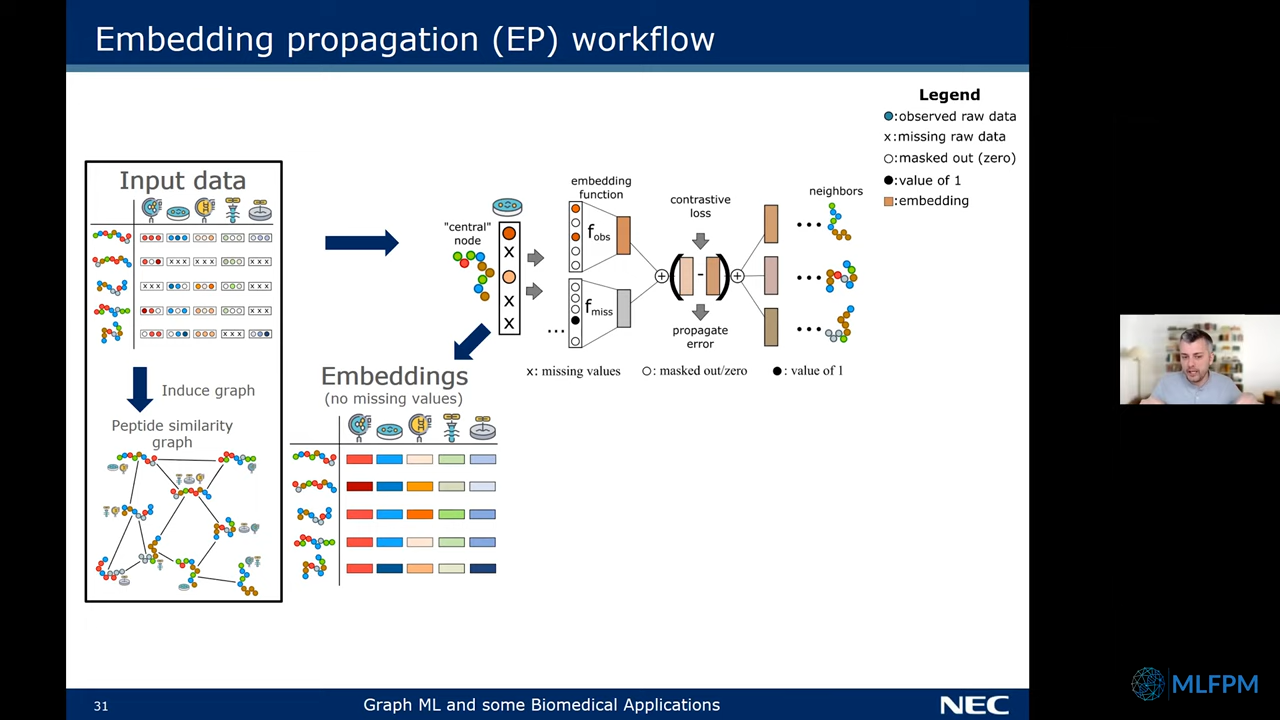 Embedding propagation (EP) workflow
Legend
:observed raw data
x:missing raw data
:masked out (zero)
:value of 1
:embedding
Input data
x x x
x x x
x x x
x x x
x x x
x x x
x x x
Induce graph
Peptide similarity
graph
"central"
node
x
x
x
...
embedding
function
fobs
fmiss
contrastive
loss
+
-
+
propagate
error
neighbors
x: missing values
: masked out/zero
: value of 1
Embeddings
(no missing values)
31
Graph ML and some Biomedical Applications
NEC
MLFPM